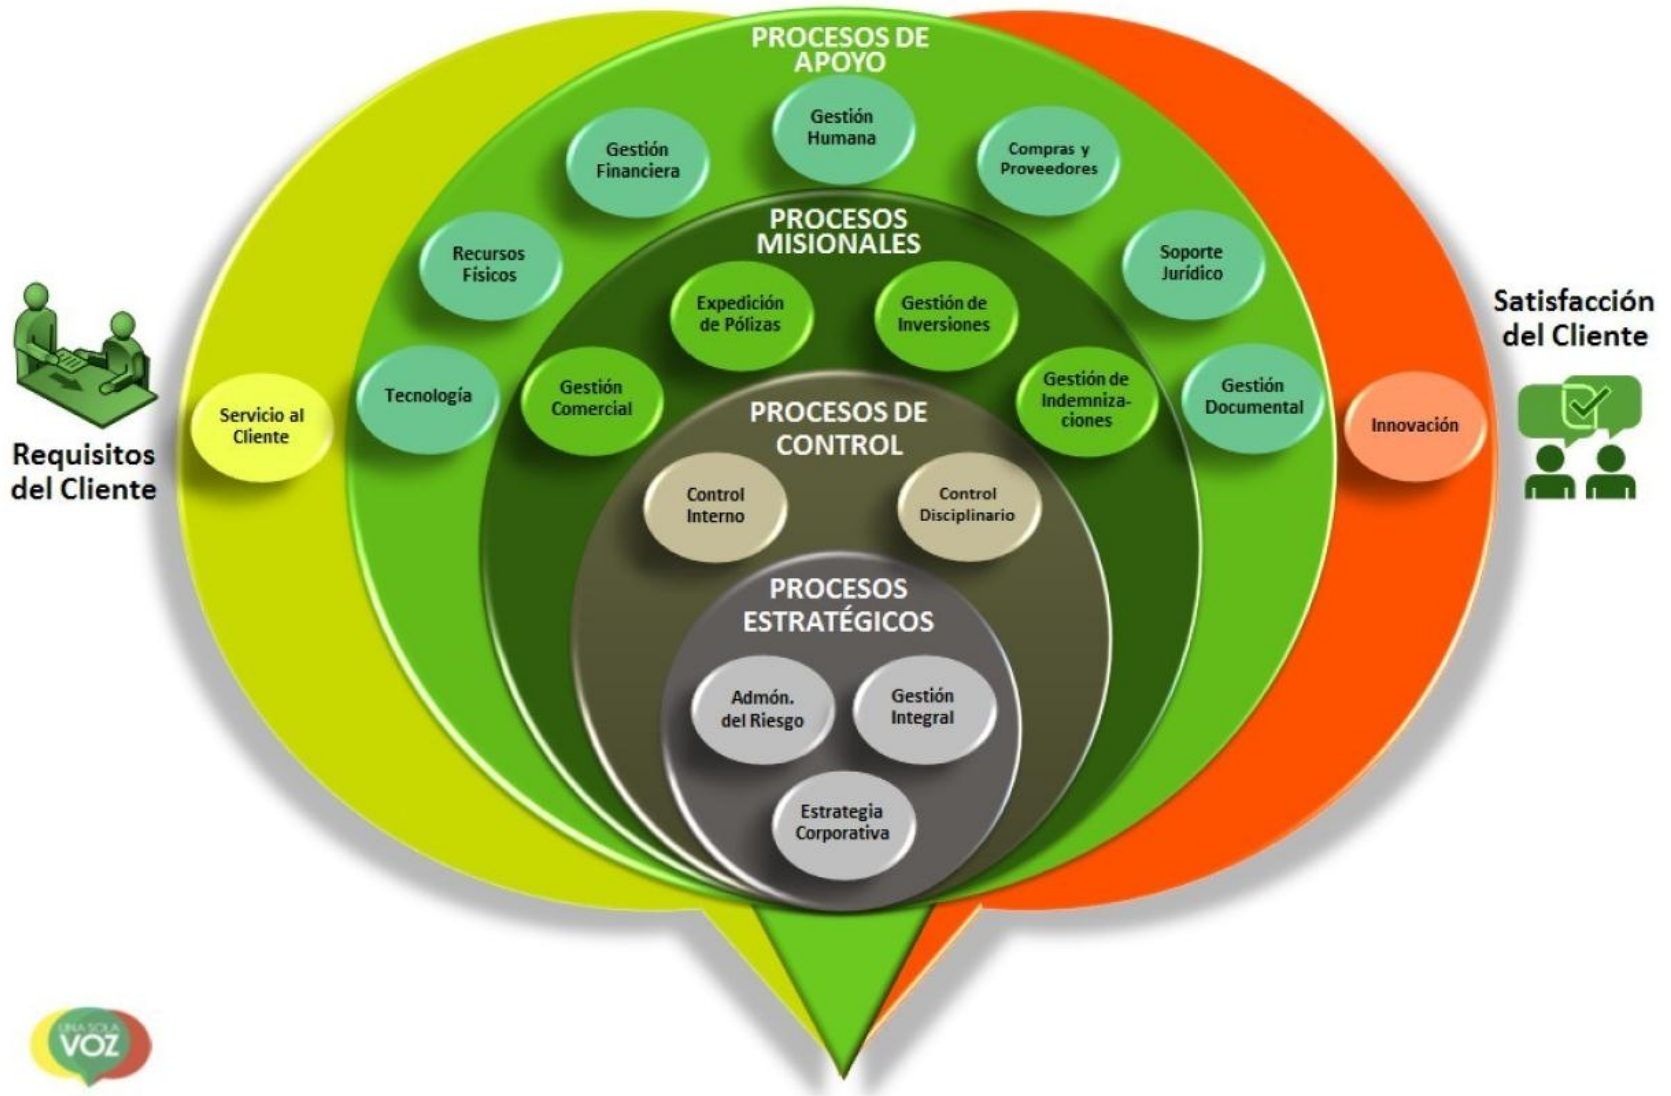 PROCESOS DE
APOYO
Gestión
Humana
Gestión
Financiera
Compras y
Proveedores
Recursos
Físicos
Soporte
Jurídico
Tecnología
Gestión
Documental
PROCESOS
MISIONALES
Expedición
de Pólizas
Gestión de
Inversiones
Gestión
Comercial
Gestión de
Indemniza-
ciones
PROCESOS DE
CONTROL
Control
Interno
Control
Disciplinario
PROCESOS
ESTRATÉGICOS
Admón.
del Riesgo
Gestión
Integral
Estrategia
Corporativa
Servicio al
Cliente
Innovación
Requisitos
del Cliente
Satisfacción
del Cliente
UNA SOLA
VOZ